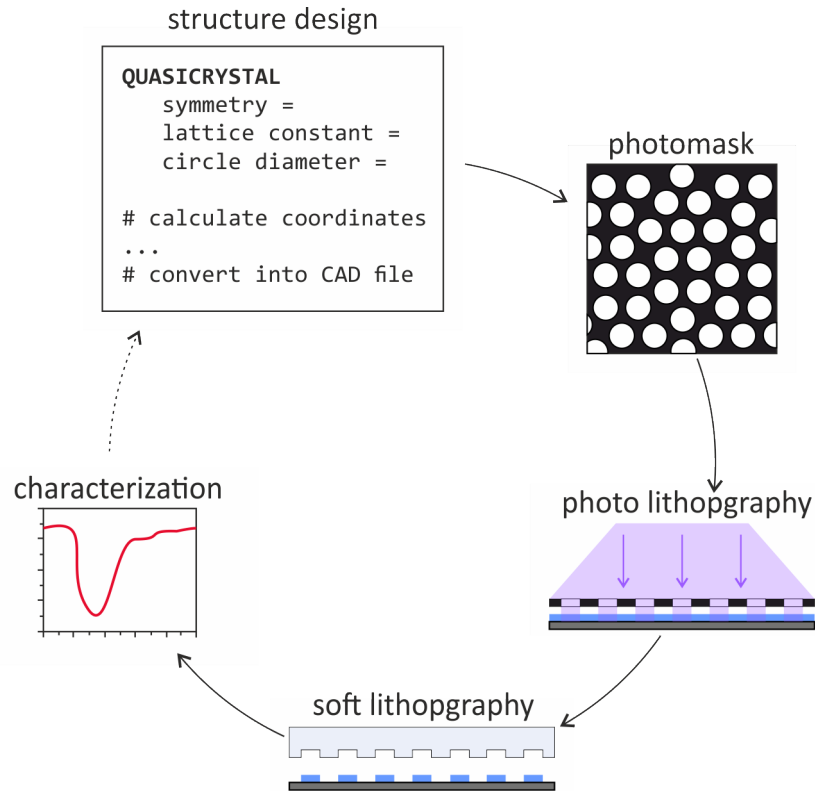 structure design
QUASICRYSTAL
symmetry =
lattice constant =
circle diameter =
# calculate coordinates
...
# convert into CAD file
photomask
photo lithopgraphy
soft lithopgraphy
characterization